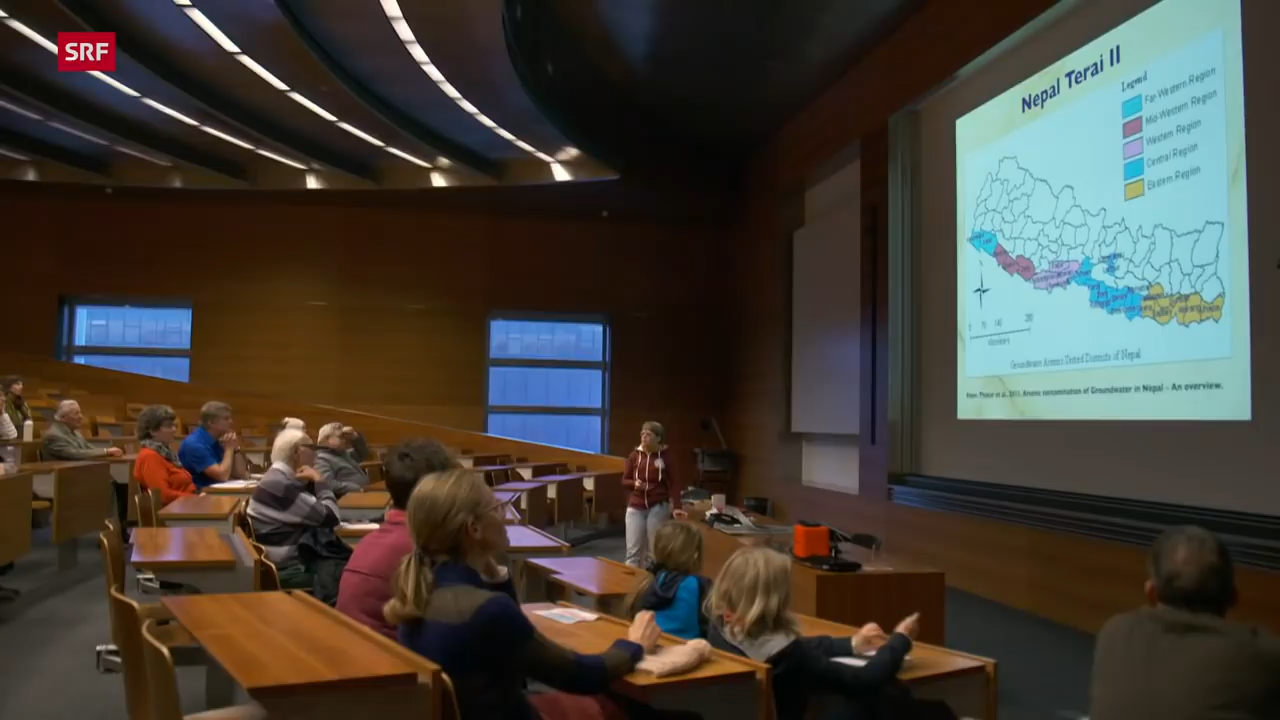 SRF
Nepal Terai II
Legend
Far-Western Region
Mid-Western Region
Western Region
Central Region
Eastern Region
Groundwater Arsenic Tested Districts of Nepal
2011. Arsenic contamination of Groundwater in Nepal - An overview.